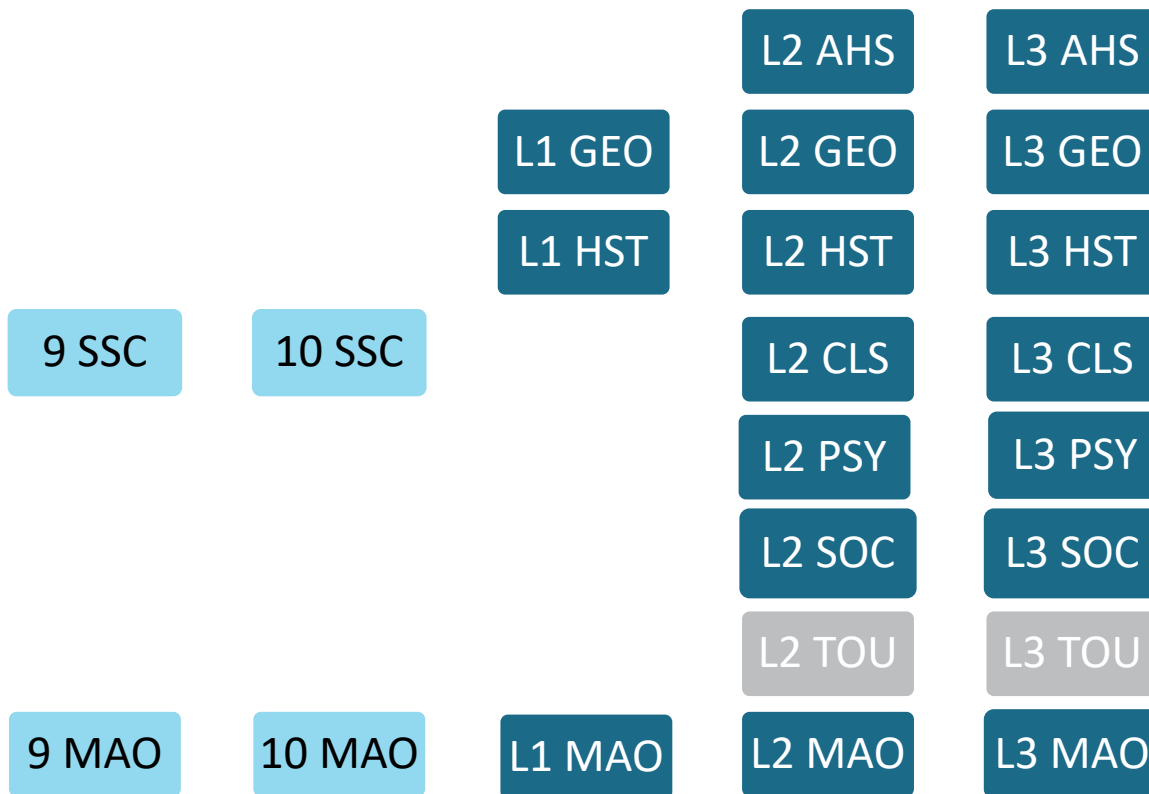 L2 AHS
L3 AHS
L1 GEO
L2 GEO
L3 GEO
L1 HST
L2 HST
L3 HST
9 SSC
10 SSC
L2 CLS
L3 CLS
L2 PSY
L3 PSY
L2 SOC
L3 SOC
L2 TOU
L3 TOU
9 MAO
10 MAO
L1 MAO
L2 MAO
L3 MAO